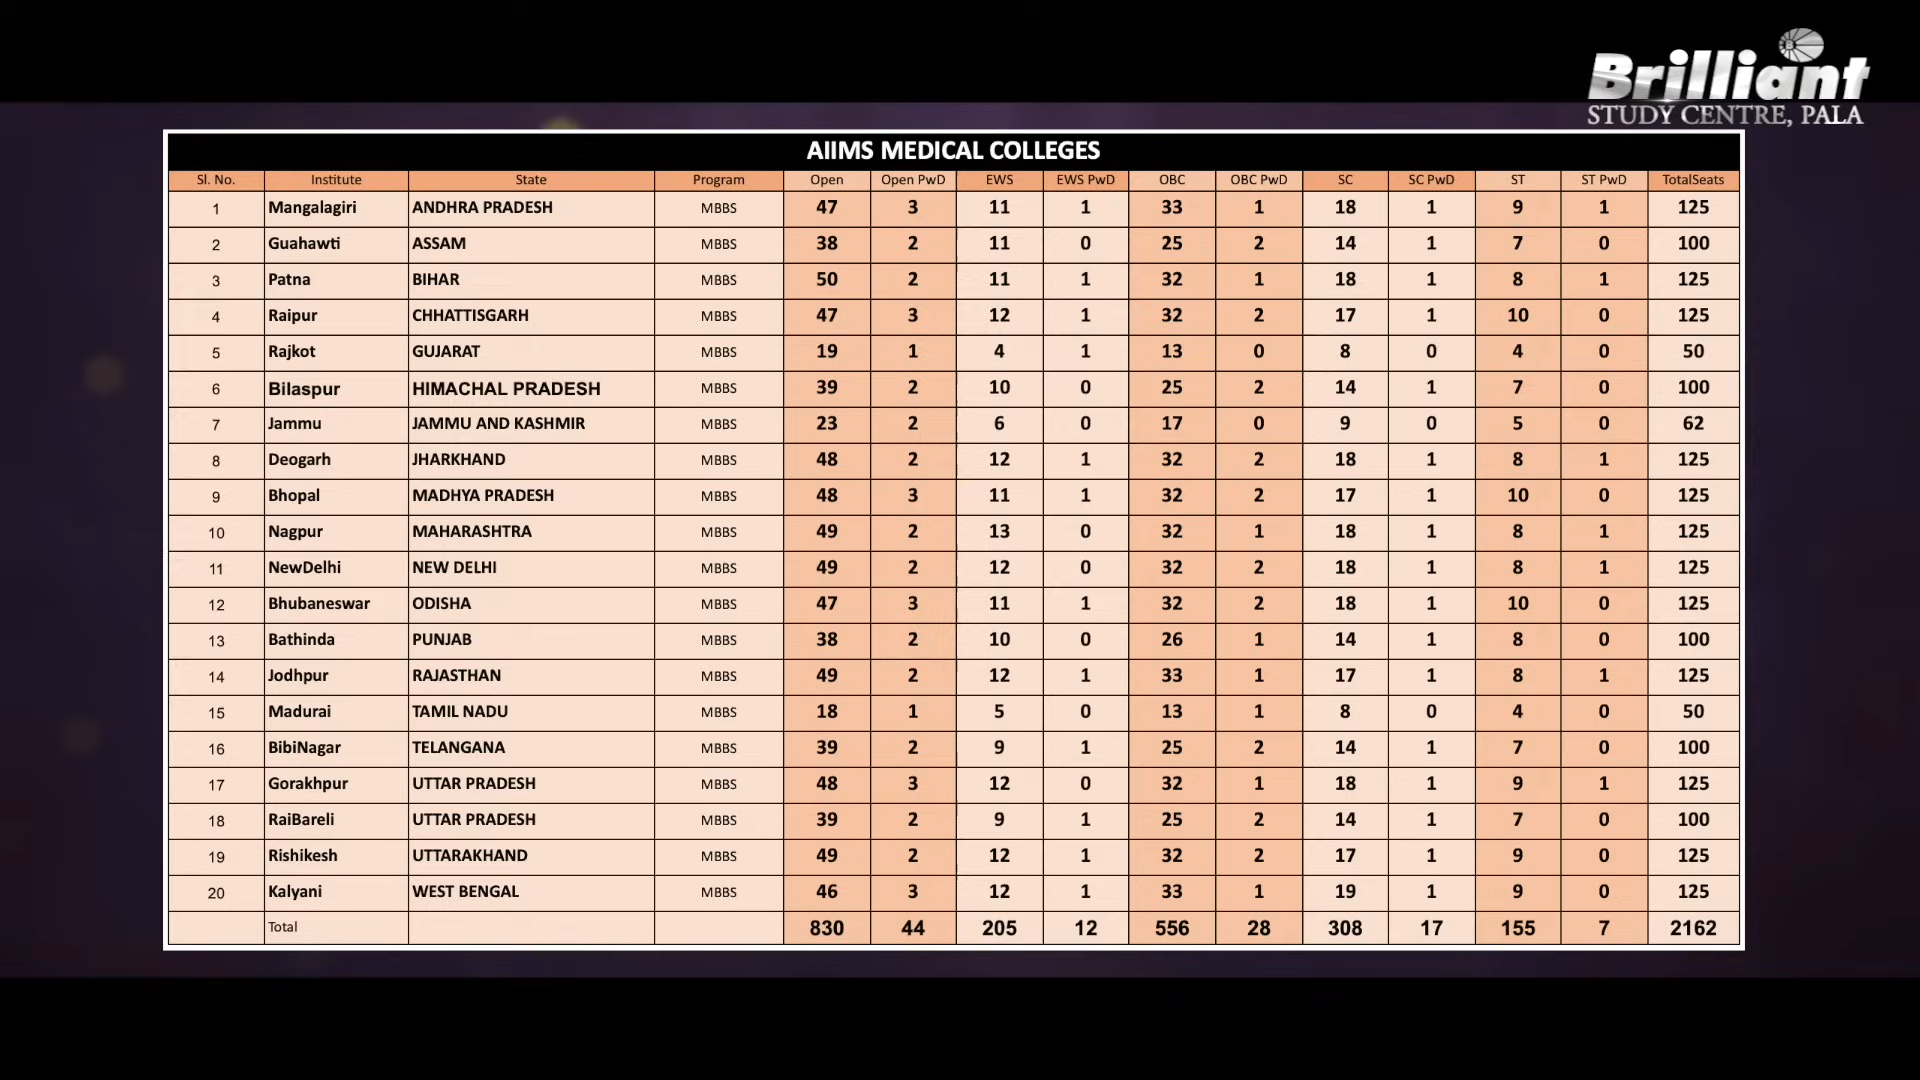 Brilliant
STUDY CENTRE, PALA
AIIMS MEDICAL COLLEGES
Sl. No. Institute State Program Open Open PwD EWS EWS PwD OBC OBC PwD SC SC PwD ST ST PwD TotalSeats
1 Mangalagiri ANDHRA PRADESH MBBS 47 3 11 1 33 1 18 1 9 1 125
2 Guahawti ASSAM MBBS 38 2 11 0 25 2 14 1 7 0 100
3 Patna BIHAR MBBS 50 2 11 1 32 1 18 1 8 1 125
4 Raipur CHHATTISGARH MBBS 47 3 12 1 32 2 17 1 10 0 125
5 Rajkot GUJARAT MBBS 19 1 4 1 13 0 8 0 4 0 50
6 Bilaspur HIMACHAL PRADESH MBBS 39 2 10 0 25 2 14 1 7 0 100
7 Jammu JAMMU AND KASHMIR MBBS 23 2 6 0 17 0 9 0 5 0 62
8 Deogarh JHARKHAND MBBS 48 2 12 1 32 2 18 1 8 1 125
9 Bhopal MADHYA PRADESH MBBS 48 3 11 1 32 2 17 1 10 0 125
10 Nagpur MAHARASHTRA MBBS 49 2 13 0 32 1 18 1 8 1 125
11 NewDelhi NEW DELHI MBBS 49 2 12 0 32 2 18 1 8 1 125
12 Bhubaneswar ODISHA MBBS 47 3 11 1 32 2 18 1 10 0 125
13 Bathinda PUNJAB MBBS 38 2 10 0 26 1 14 1 8 0 100
14 Jodhpur RAJASTHAN MBBS 49 2 12 1 33 1 17 1 8 1 125
15 Madurai TAMIL NADU MBBS 18 1 5 0 13 1 8 0 4 0 50
16 BibiNagar TELANGANA MBBS 39 2 9 1 25 2 14 1 7 0 100
17 Gorakhpur UTTAR PRADESH MBBS 48 3 12 0 32 1 18 1 9 1 125
18 RaiBareli UTTAR PRADESH MBBS 39 2 9 1 25 2 14 1 7 0 100
19 Rishikesh UTTARAKHAND MBBS 49 2 12 1 32 2 17 1 9 0 125
20 Kalyani WEST BENGAL MBBS 46 3 12 1 33 1 19 1 9 0 125
Total 830 44 205 12 556 28 308 17 155 7 2162